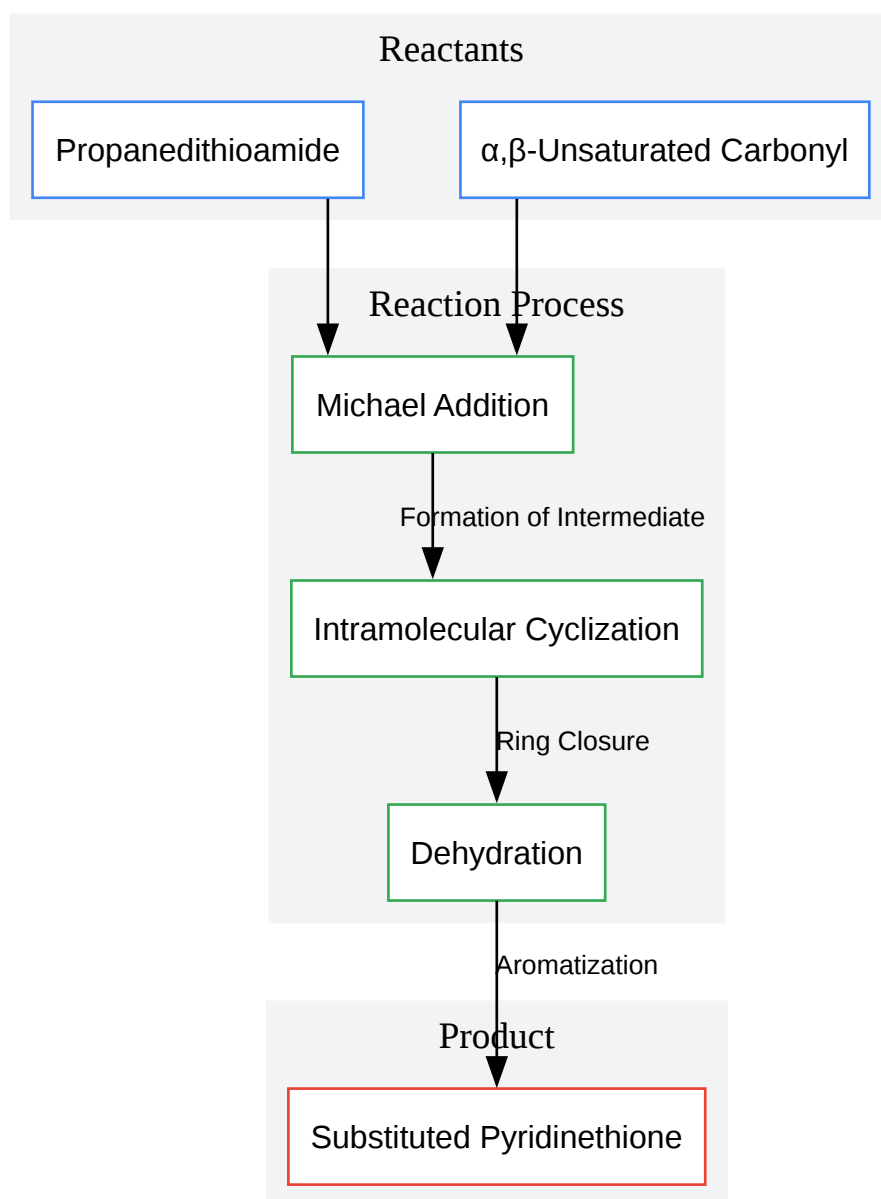 Reactants
Propanedithioamide
α,β-Unsaturated Carbonyl
Reaction Process
Michael Addition
Formation of Intermediate
Intramolecular Cyclization
Ring Closure
Dehydration
Aromatization
Product
Substituted Pyridinethione